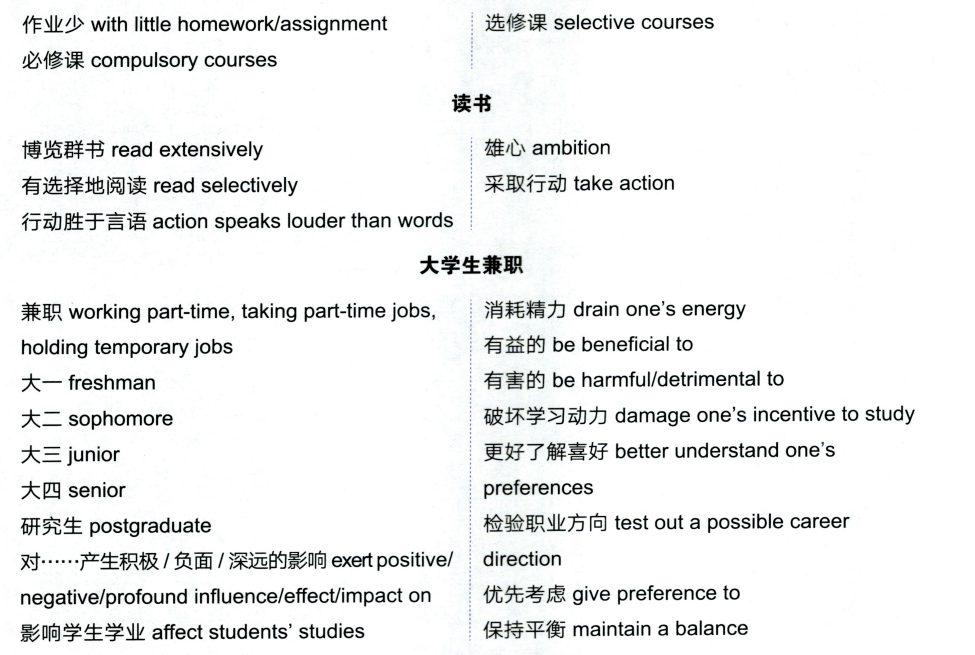 作业少 with little homework/assignment
必修课 compulsory courses
选修课 selective courses
读书
博览群书 read extensively
有选择地阅读 read selectively
行动胜于言语 action speaks louder than words
雄心 ambition
采取行动 take action
大学生兼职
兼职 working part-time, taking part-time jobs,
holding temporary jobs
大一 freshman
大二 sophomore
大三 junior
大四 senior
研究生 postgraduate
对……产生积极 / 负面 / 深远的影响 exert positive/
negative/profound influence/effect/impact on
影响学生学业 affect students' studies
消耗精力 drain one's energy
有益的 be beneficial to
有害的 be harmful/detrimental to
破坏学习动力 damage one's incentive to study
更好了解喜好 better understand one's
preferences
检验职业方向 test out a possible career
direction
优先考虑 give preference to
保持平衡 maintain a balance